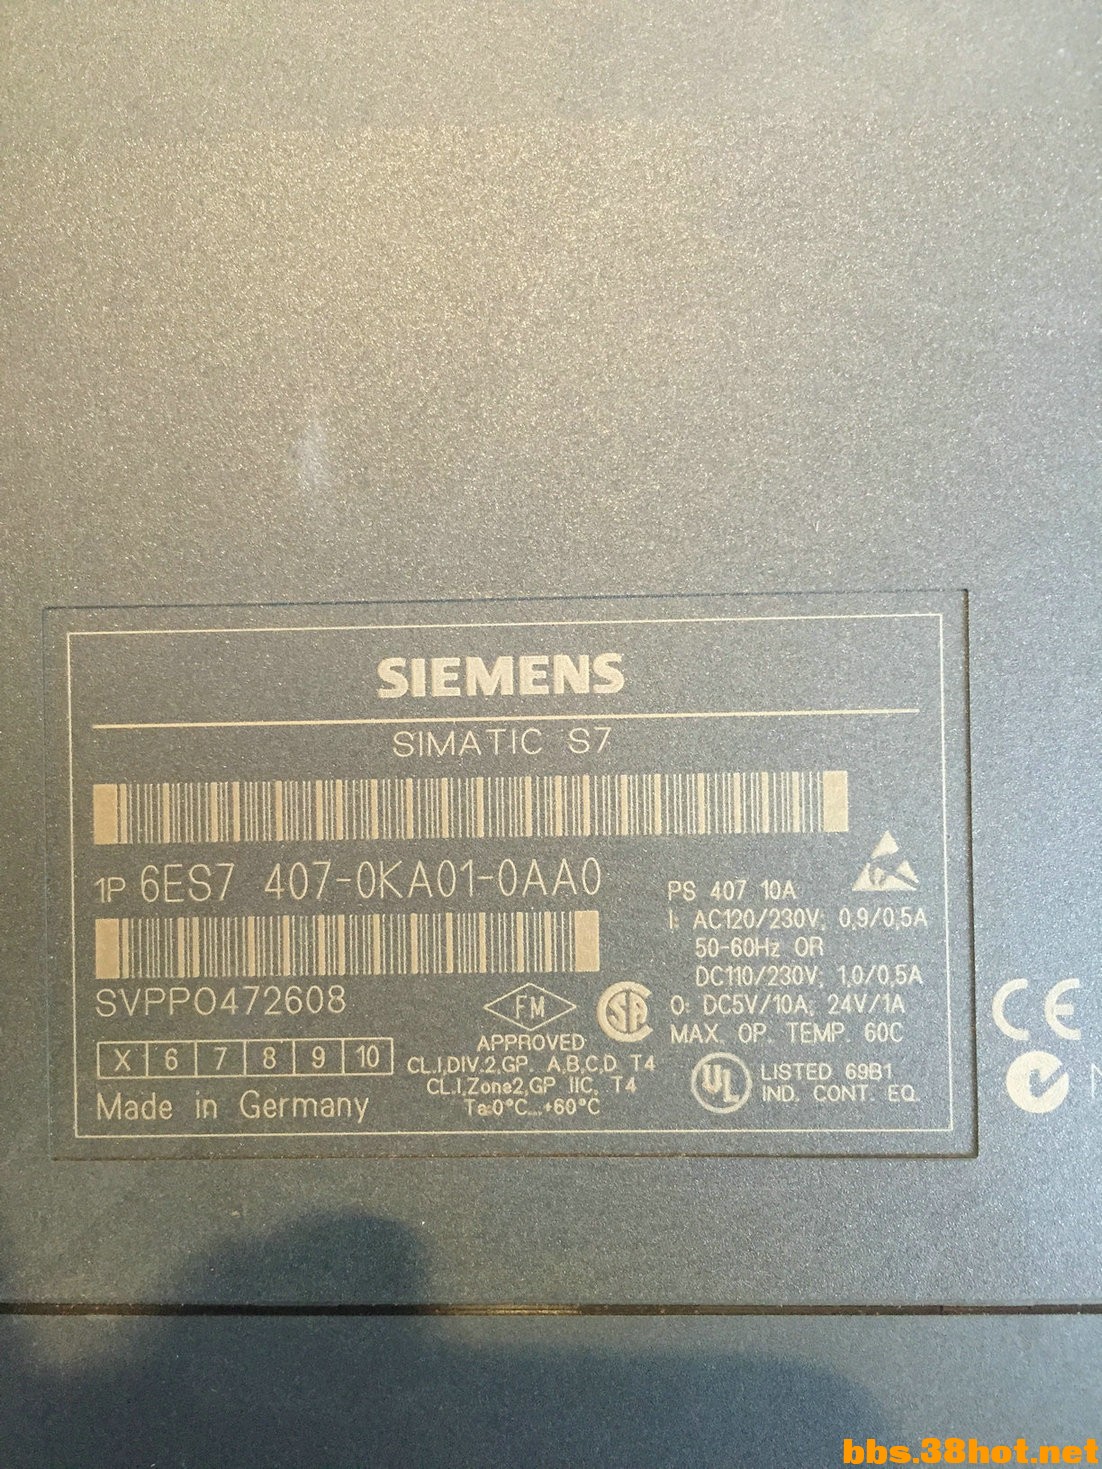 SIEMENS
SIMATIC S7
1P 6ES7 407-0KA01-0AA0
SVPPO472608
X 6 7 8 9 10
Made in Germany
FM
APPROVED
CL.I,DIV.2,GP. A,B,C,D T4
CL.I,Zone2,GP IIC, T4
Ta:0°C...+60°C
SA
PS 407 10A
I: AC120/230V; 0,9/0,5A
50-60Hz OR
DC110/230V; 1,0/0,5A
O: DC5V/10A; 24V/1A
MAX. OP. TEMP. 60C
UL
LISTED 69B1
IND. CONT. EQ.
CE
N
bbs.38hot.net